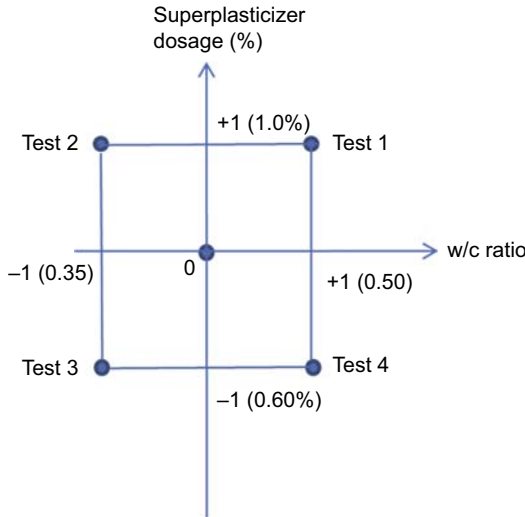 Superplasticizer
dosage (%)
+1 (1.0%)
Test 2
Test 1
w/c ratio
–1 (0.35)
0
+1 (0.50)
Test 3
Test 4
–1 (0.60%)